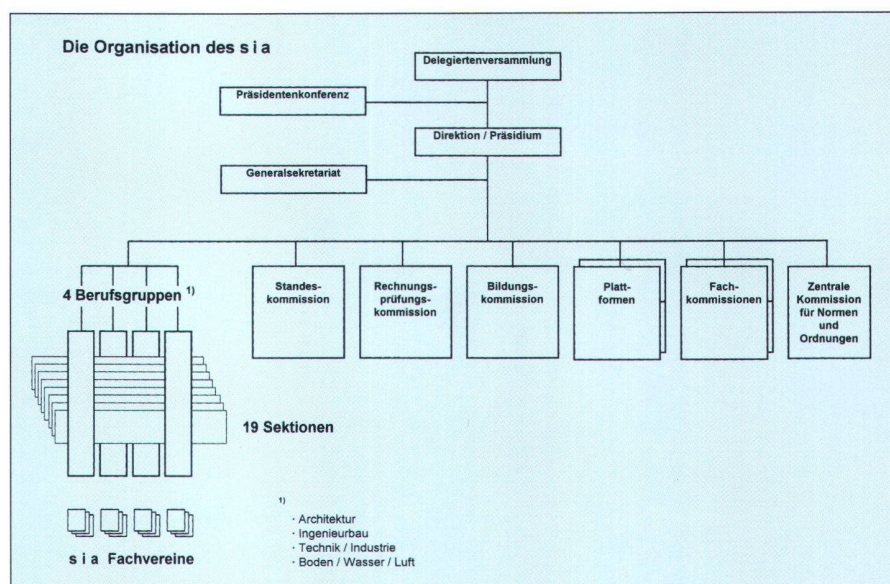 Die Organisation des s i a
Delegiertenversammlung
Präsidentenkonferenz
Direktion / Präsidium
Generalsekretariat
4 Berufsgruppen 1)
Standes-
kommission
Rechnungs-
prüfungs-
kommission
Bildungs-
kommission
Platt-
formen
Fach-
kommissionen
Zentrale
Kommission
für Normen
und
Ordnungen
19 Sektionen
s i a Fachvereine
1)
· Architektur
· Ingenieurbau
· Technik / Industrie
· Boden / Wasser / Luft